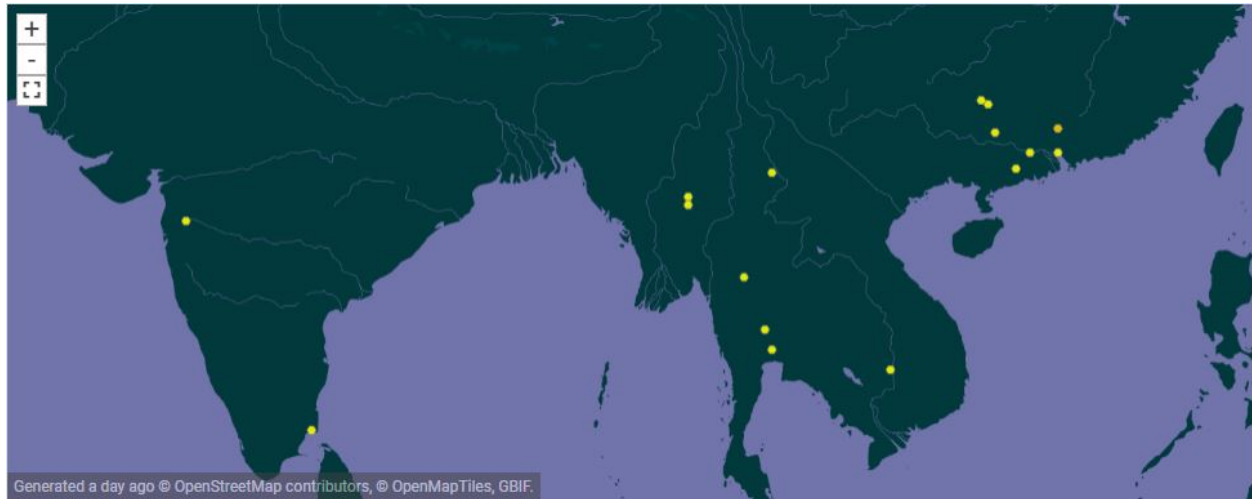 +
-
Generated a day ago © OpenStreetMap contributors, © OpenMapTiles, GBIF.